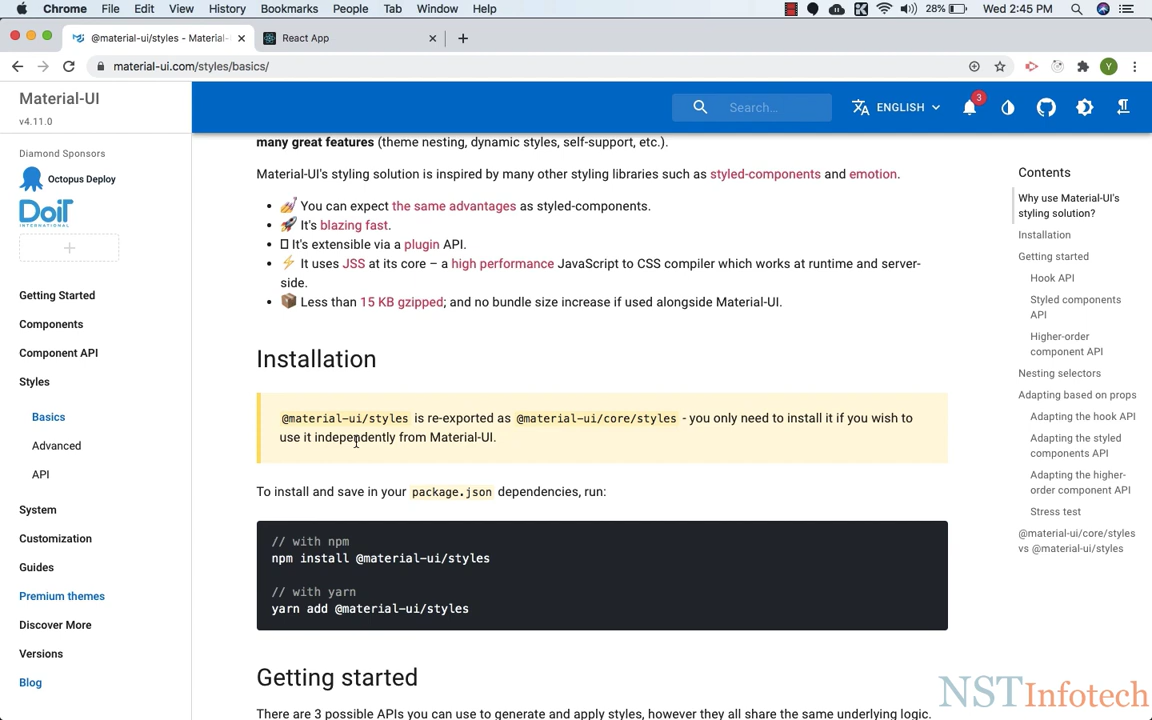 Chrome File Edit View History Bookmarks People Tab Window Help 28% Wed 2:45 PM
@material-ui/styles - Material- React App
material-ui.com/styles/basics/ Y
Material-UI
v4.11.0
Search…
ENGLISH
3
Diamond Sponsors
Octopus Deploy
DoiT
INTERNATIONAL
Getting Started
Components
Component API
Styles
Basics
Advanced
API
System
Customization
Guides
Premium themes
Discover More
Versions
Blog
many great features (theme nesting, dynamic styles, self-support, etc.).
Material-UI's styling solution is inspired by many other styling libraries such as styled-components and emotion.
• 💅 You can expect the same advantages as styled-components.
• 🚀 It's blazing fast.
• It's extensible via a plugin API.
• ⚡ It uses JSS at its core – a high performance JavaScript to CSS compiler which works at runtime and server-
side.
• 📦 Less than 15 KB gzipped; and no bundle size increase if used alongside Material-UI.
Installation
@material-ui/styles is re-exported as @material-ui/core/styles - you only need to install it if you wish to
use it independently from Material-UI.
To install and save in your package.json dependencies, run:
// with npm
npm install @material-ui/styles
// with yarn
yarn add @material-ui/styles
Getting started
There are 3 possible APIs you can use to generate and apply styles, however they all share the same underlying logic.
Contents
Why use Material-UI's
styling solution?
Installation
Getting started
Hook API
Styled components
API
Higher-order
component API
Nesting selectors
Adapting based on props
Adapting the hook API
Adapting the styled
components API
Adapting the higher-
order component API
Stress test
@material-ui/core/styles
vs @material-ui/styles
NSTInfotech